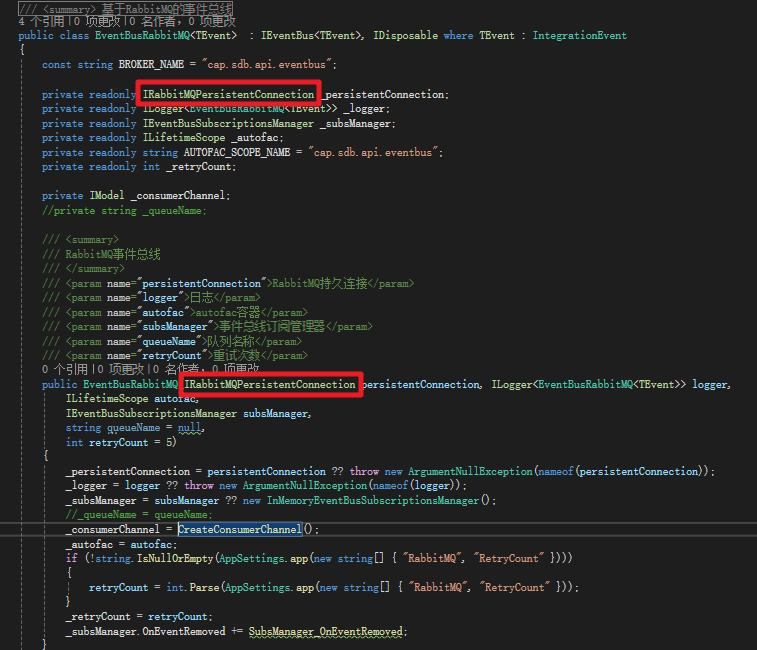 /// <summary> 基于RabbitMQ的事件总线
4 个引用|0 项更改|0 名作者，0 项更改
public class EventBusRabbitMQ<TEvent> : IEventBus<TEvent>, IDisposable where TEvent : IntegrationEvent
{
const string BROKER_NAME = "cap.sdb.api.eventbus";
private readonly IRabbitMQPersistentConnection _persistentConnection;
private readonly ILogger<EventBusRabbitMQ<TEvent>> _logger;
private readonly IEventBusSubscriptionsManager _subsManager;
private readonly ILifetimeScope _autofac;
private readonly string AUTOFAC_SCOPE_NAME = "cap.sdb.api.eventbus";
private readonly int _retryCount;
private IModel _consumerChannel;
//private string _queueName;
/// <summary>
/// RabbitMQ事件总线
/// </summary>
/// <param name="persistentConnection">RabbitMQ持久连接</param>
/// <param name="logger">日志</param>
/// <param name="autofac">autofac容器</param>
/// <param name="subsManager">事件总线订阅管理器</param>
/// <param name="queueName">队列名称</param>
/// <param name="retryCount">重试次数</param>
0 个引用|0 项更改|0 名作者，0 项更改
public EventBusRabbitMQ(IRabbitMQPersistentConnection persistentConnection, ILogger<EventBusRabbitMQ<TEvent>> logger,
ILifetimeScope autofac,
IEventBusSubscriptionsManager subsManager,
string queueName = null,
int retryCount = 5)
{
_persistentConnection = persistentConnection ?? throw new ArgumentNullException(nameof(persistentConnection));
_logger = logger ?? throw new ArgumentNullException(nameof(logger));
_subsManager = subsManager ?? new InMemoryEventBusSubscriptionsManager();
//_queueName = queueName;
_consumerChannel = CreateConsumerChannel();
_autofac = autofac;
if (!string.IsNullOrEmpty(AppSettings.app(new string[] { "RabbitMQ", "RetryCount" })))
{
retryCount = int.Parse(AppSettings.app(new string[] { "RabbitMQ", "RetryCount" }));
}
_retryCount = retryCount;
_subsManager.OnEventRemoved += SubsManager_OnEventRemoved;
}